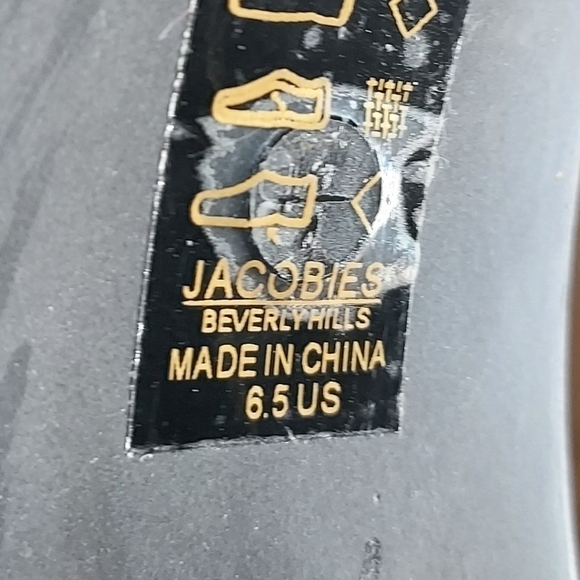 JACOBIES
BEVERLY HILLS
MADE IN CHINA
6.5 US